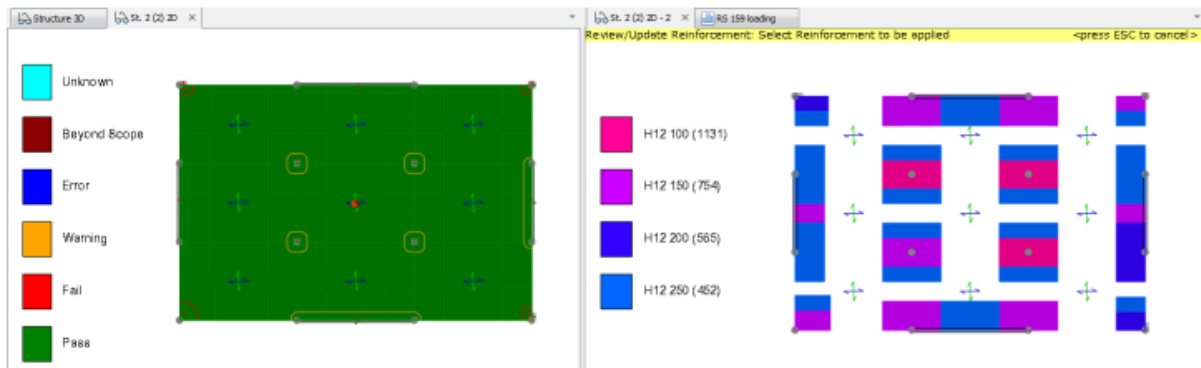 Structure 3D
St. 2 (2) 2D
St. 2 (2) 2D - 2
RS 159 loading
Review/Update Reinforcement: Select Reinforcement to be applied <press ESC to cancel>
Unknown
Beyond Scope
Error
Warning
Fail
Pass
H12 100 (1131)
H12 150 (754)
H12 200 (565)
H12 250 (452)